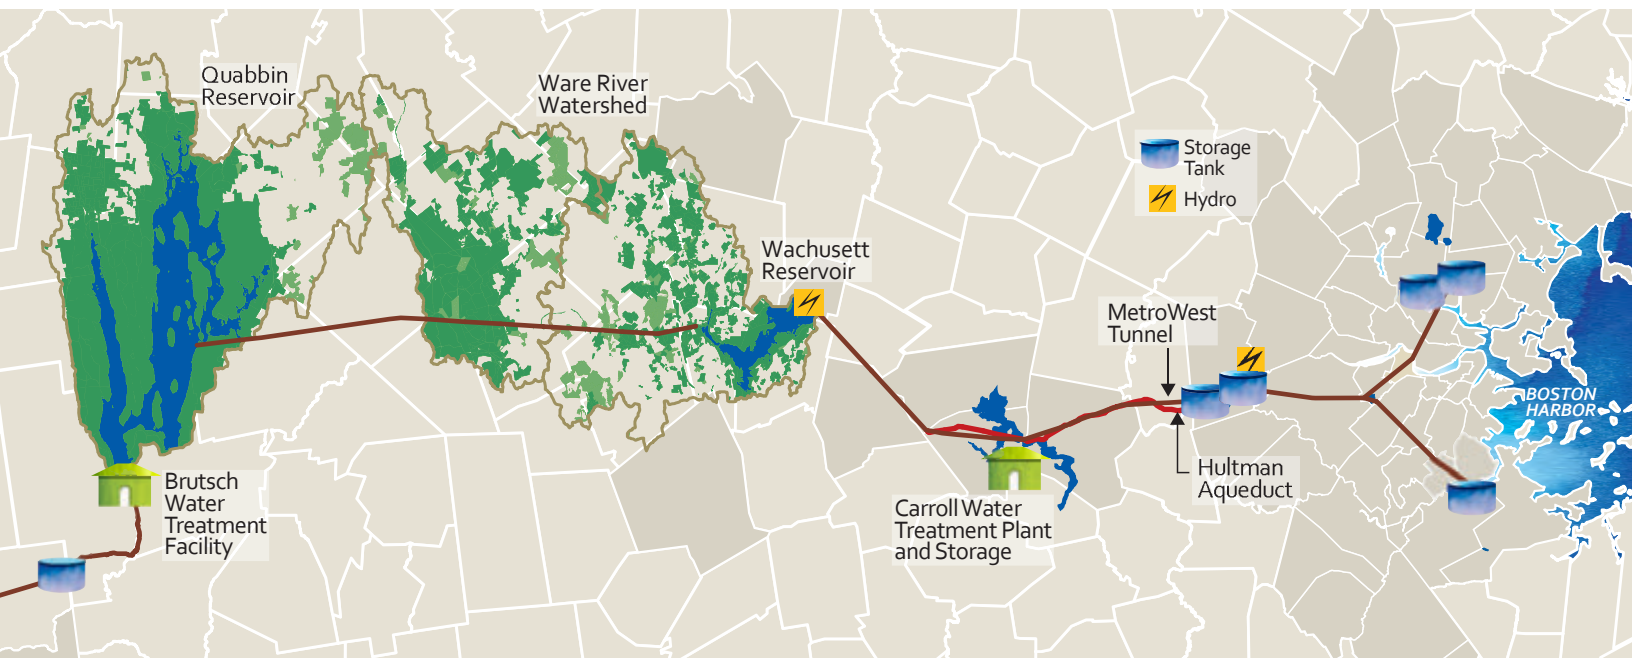 Quabbin
Reservoir
Ware River
Watershed
Storage
Tank
Hydro
Wachusett
Reservoir
MetroWest
Tunnel
BOSTON
HARBOR
Hultman
Aqueduct
Brutsch
Water
Treatment
Facility
Carroll Water
Treatment Plant
and Storage